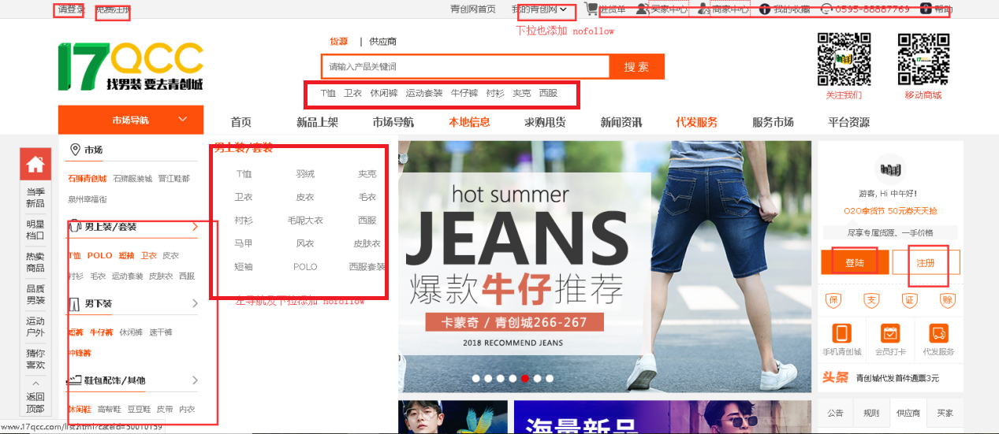 请登录 免费注册 青创网首页 我的青创网 进货单 买家中心 商家中心 我的收藏 0595-88887769 帮助
下拉也添加 nofollow
货源 | 供应商
17QCC
找男装 要去青创城
请输入产品关键词 搜 索
T恤 卫衣 休闲裤 运动套装 牛仔裤 衬衫 夹克 西服
关注我们 移动商城
市场导航 首页 新品上架 市场导航 本地信息 求购甩货 新闻资讯 代发服务 服务市场 平台资源
当季
新品
明星
档口
热卖
商品
品质
男装
运动
户外
猜你
喜欢
返回
顶部
市场
石狮青创城 石狮服装城 晋江鞋都
泉州幸福街
男上装/套装
T恤 POLO 短袖 卫衣 皮衣
衬衫 毛衣 运动套装 皮肤衣 西服
男下装
短裤 牛仔裤 休闲裤 速干裤
冲锋裤
鞋包配饰/其他
休闲鞋 高帮鞋 豆豆鞋 皮带 内衣
www.17qcc.com/list.html?cateid=50010159
男上装/套装
T恤 羽绒 夹克
卫衣 皮衣 毛衣
衬衫 毛呢大衣 西服
马甲 风衣 皮肤衣
短袖 POLO 西服套装
左导航及下拉添加 nofollow
hot summer
JEANS
爆款牛仔推荐
卡蒙奇 / 青创城266-267
2018 RECOMMEND JEANS
海量新品
游客, Hi 中午好!
O2O拿货节 50元券天天抢
尽享专属货源、一手价格
登陆 注册
保 支 证 赊
手机青创城 会员打卡 代发服务
头条 青创城代发首件通票3元
公告 规则 供应商 买家